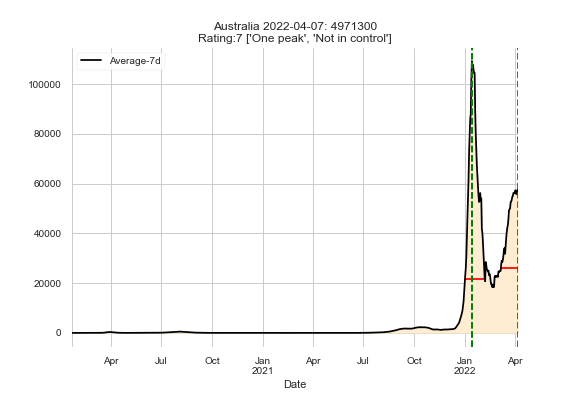 Australia 2022-04-07: 4971300
Rating:7 ['One peak', 'Not in control']
Average-7d
100000
80000
60000
40000
20000
0
Apr Jul Oct Jan Apr Jul Oct Jan Apr
2021 2022
Date